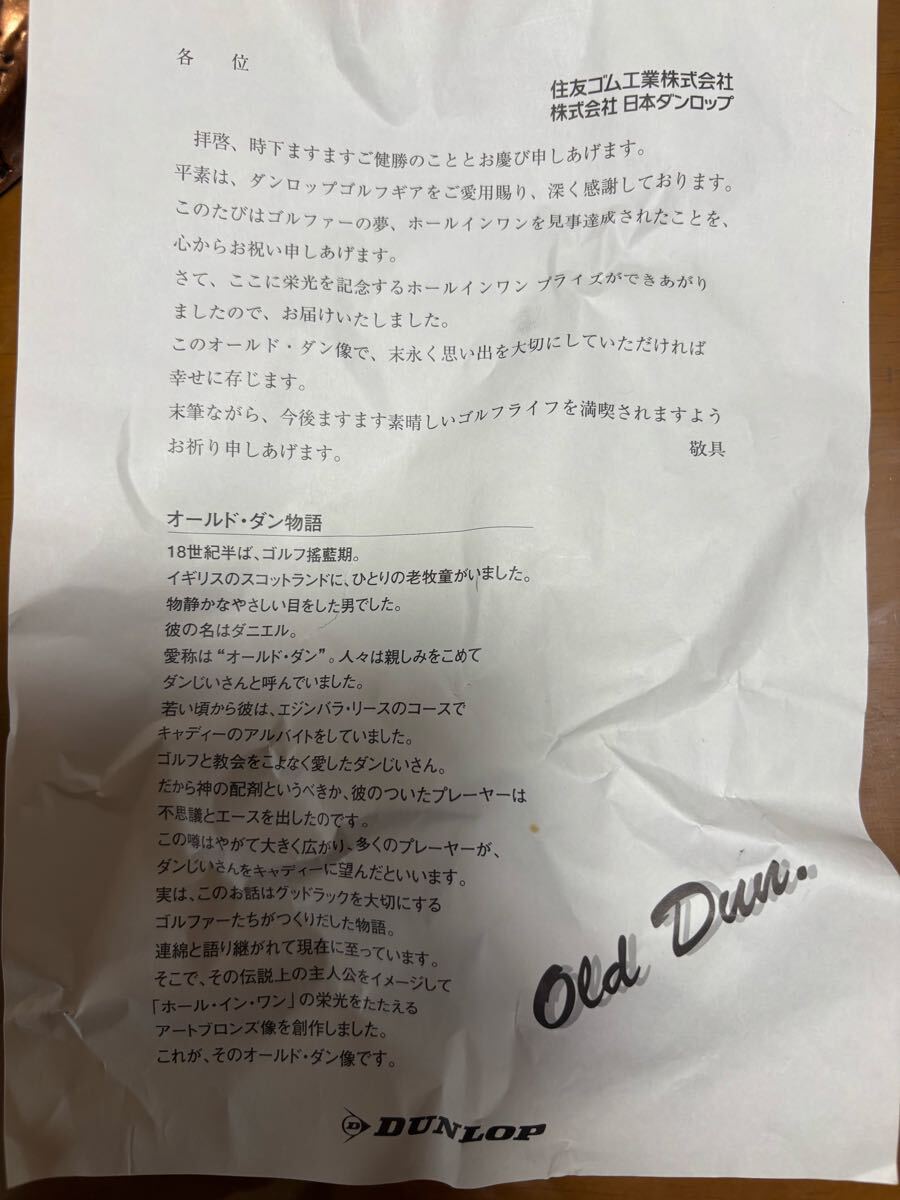 各　位
住友ゴム工業株式会社
株式会社 日本ダンロップ
拝啓、時下ますますご健勝のこととお慶び申しあげます。
平素は、ダンロップゴルフギアをご愛用賜り、深く感謝しております。
このたびはゴルファーの夢、ホールインワンを見事達成されたことを、
心からお祝い申しあげます。
さて、ここに栄光を記念するホールインワン プライズができあがり
ましたので、お届けいたしました。
このオールド・ダン像で、末永く思い出を大切にしていただければ
幸せに存じます。
末筆ながら、今後ますます素晴しいゴルフライフを満喫されますよう
お祈り申しあげます。　敬具
オールド・ダン物語
18世紀半ば、ゴルフ搖藍期。
イギリスのスコットランドに、ひとりの老牧童がいました。
物静かなやさしい目をした男でした。
彼の名はダニエル。
愛称は“オールド・ダン”。人々は親しみをこめて
ダンじいさんと呼んでいました。
若い頃から彼は、エジンバラ・リースのコースで
キャディーのアルバイトをしていました。
ゴルフと教会をこよなく愛したダンじいさん。
だから神の配剤というべきか、彼のついたプレーヤーは
不思議とエースを出したのです。
この噂はやがて大きく広がり、多くのプレーヤーが、
ダンじいさんをキャディーに望んだといいます。
実は、このお話はグッドラックを大切にする
ゴルファーたちがつくりだした物語。
連綿と語り継がれて現在に至っています。
そこで、その伝説上の主人公をイメージして
「ホール・イン・ワン」の栄光をたたえる
アートブロンズ像を創作しました。
これが、そのオールド・ダン像です。
Old Dun.
DUNLOP